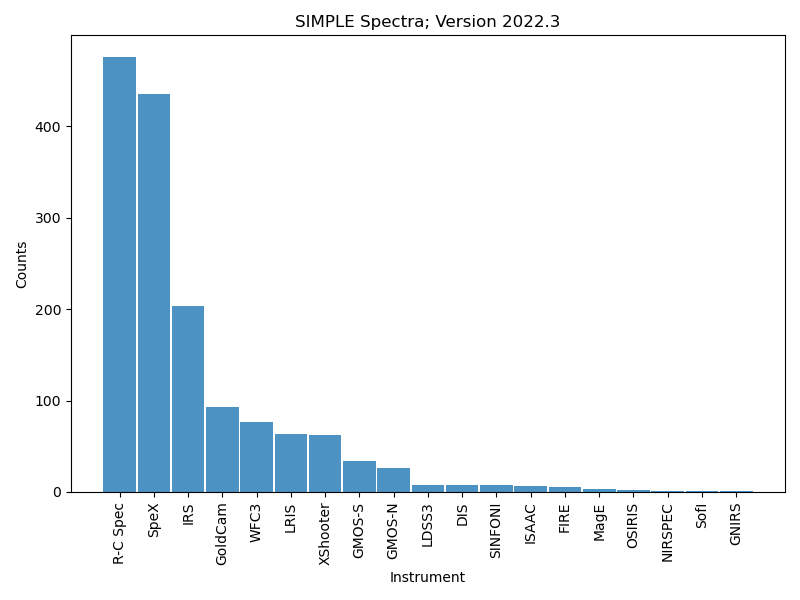 SIMPLE Spectra; Version 2022.3
400
300
200
100
0
Counts
R-C Spec
SpeX
IRS
GoldCam
WFC3
LRIS
XShooter
GMOS-S
GMOS-N
LDSS3
DIS
SINFONI
ISAAC
FIRE
MagE
OSIRIS
NIRSPEC
SofI
GNIRS
Instrument